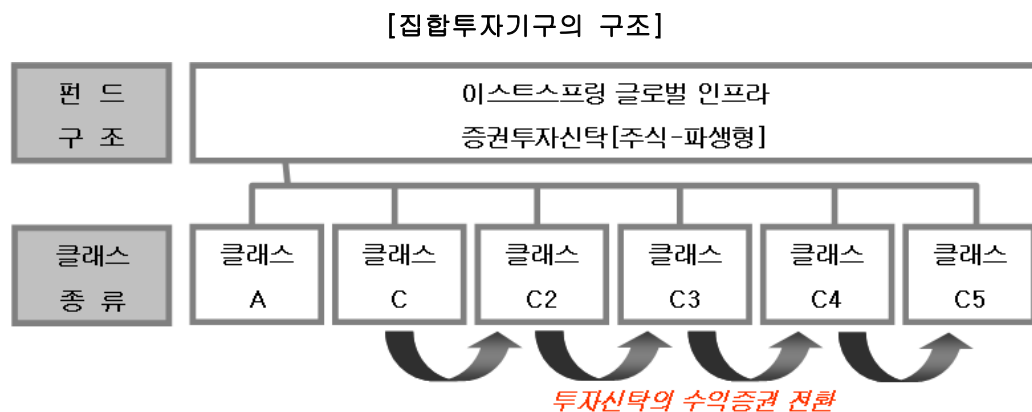 [집합투자기구의 구조]
펀 드
구 조
이스트스프링 글로벌 인프라
증권투자신탁[주식-파생형]
클래스
종 류
클래스
A
클래스
C
클래스
C2
클래스
C3
클래스
C4
클래스
C5
투자신탁의 수익증권 전환